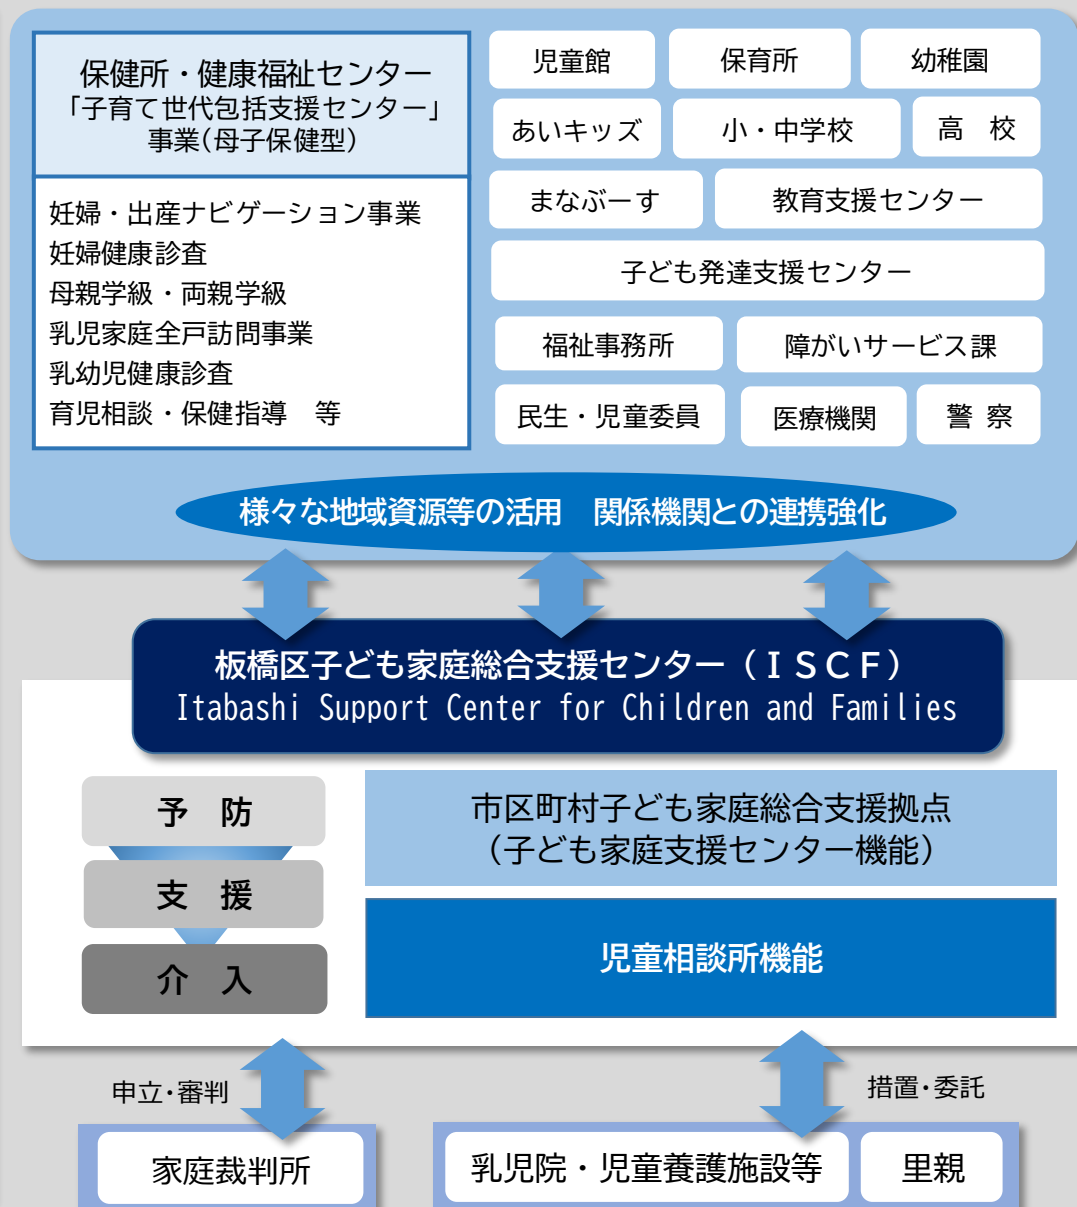 保健所・健康福祉センター
「子育て世代包括支援センター」
事業(母子保健型)
妊婦・出産ナビゲーション事業
妊婦健康診査
母親学級・両親学級
乳児家庭全戸訪問事業
乳幼児健康診査
育児相談・保健指導　等
児童館
保育所
幼稚園
あいキッズ
小・中学校
高　校
まなぶーす
教育支援センター
子ども発達支援センター
福祉事務所
障がいサービス課
民生・児童委員
医療機関
警 察
様々な地域資源等の活用　関係機関との連携強化
板橋区子ども家庭総合支援センター（ＩＳＣＦ）
Itabashi Support Center for Children and Families
予　防
支　援
介　入
市区町村子ども家庭総合支援拠点
（子ども家庭支援センター機能）
児童相談所機能
申立・審判
措置・委託
家庭裁判所
乳児院・児童養護施設等
里親